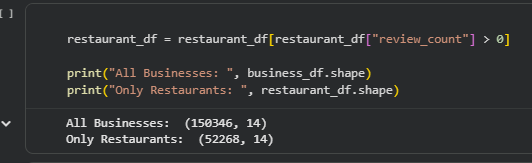 [ ]
restaurant_df = restaurant_df[restaurant_df["review_count"] > 0]
print("All Businesses: ", business_df.shape)
print("Only Restaurants: ", restaurant_df.shape)
All Businesses:  (150346, 14)
Only Restaurants:  (52268, 14)